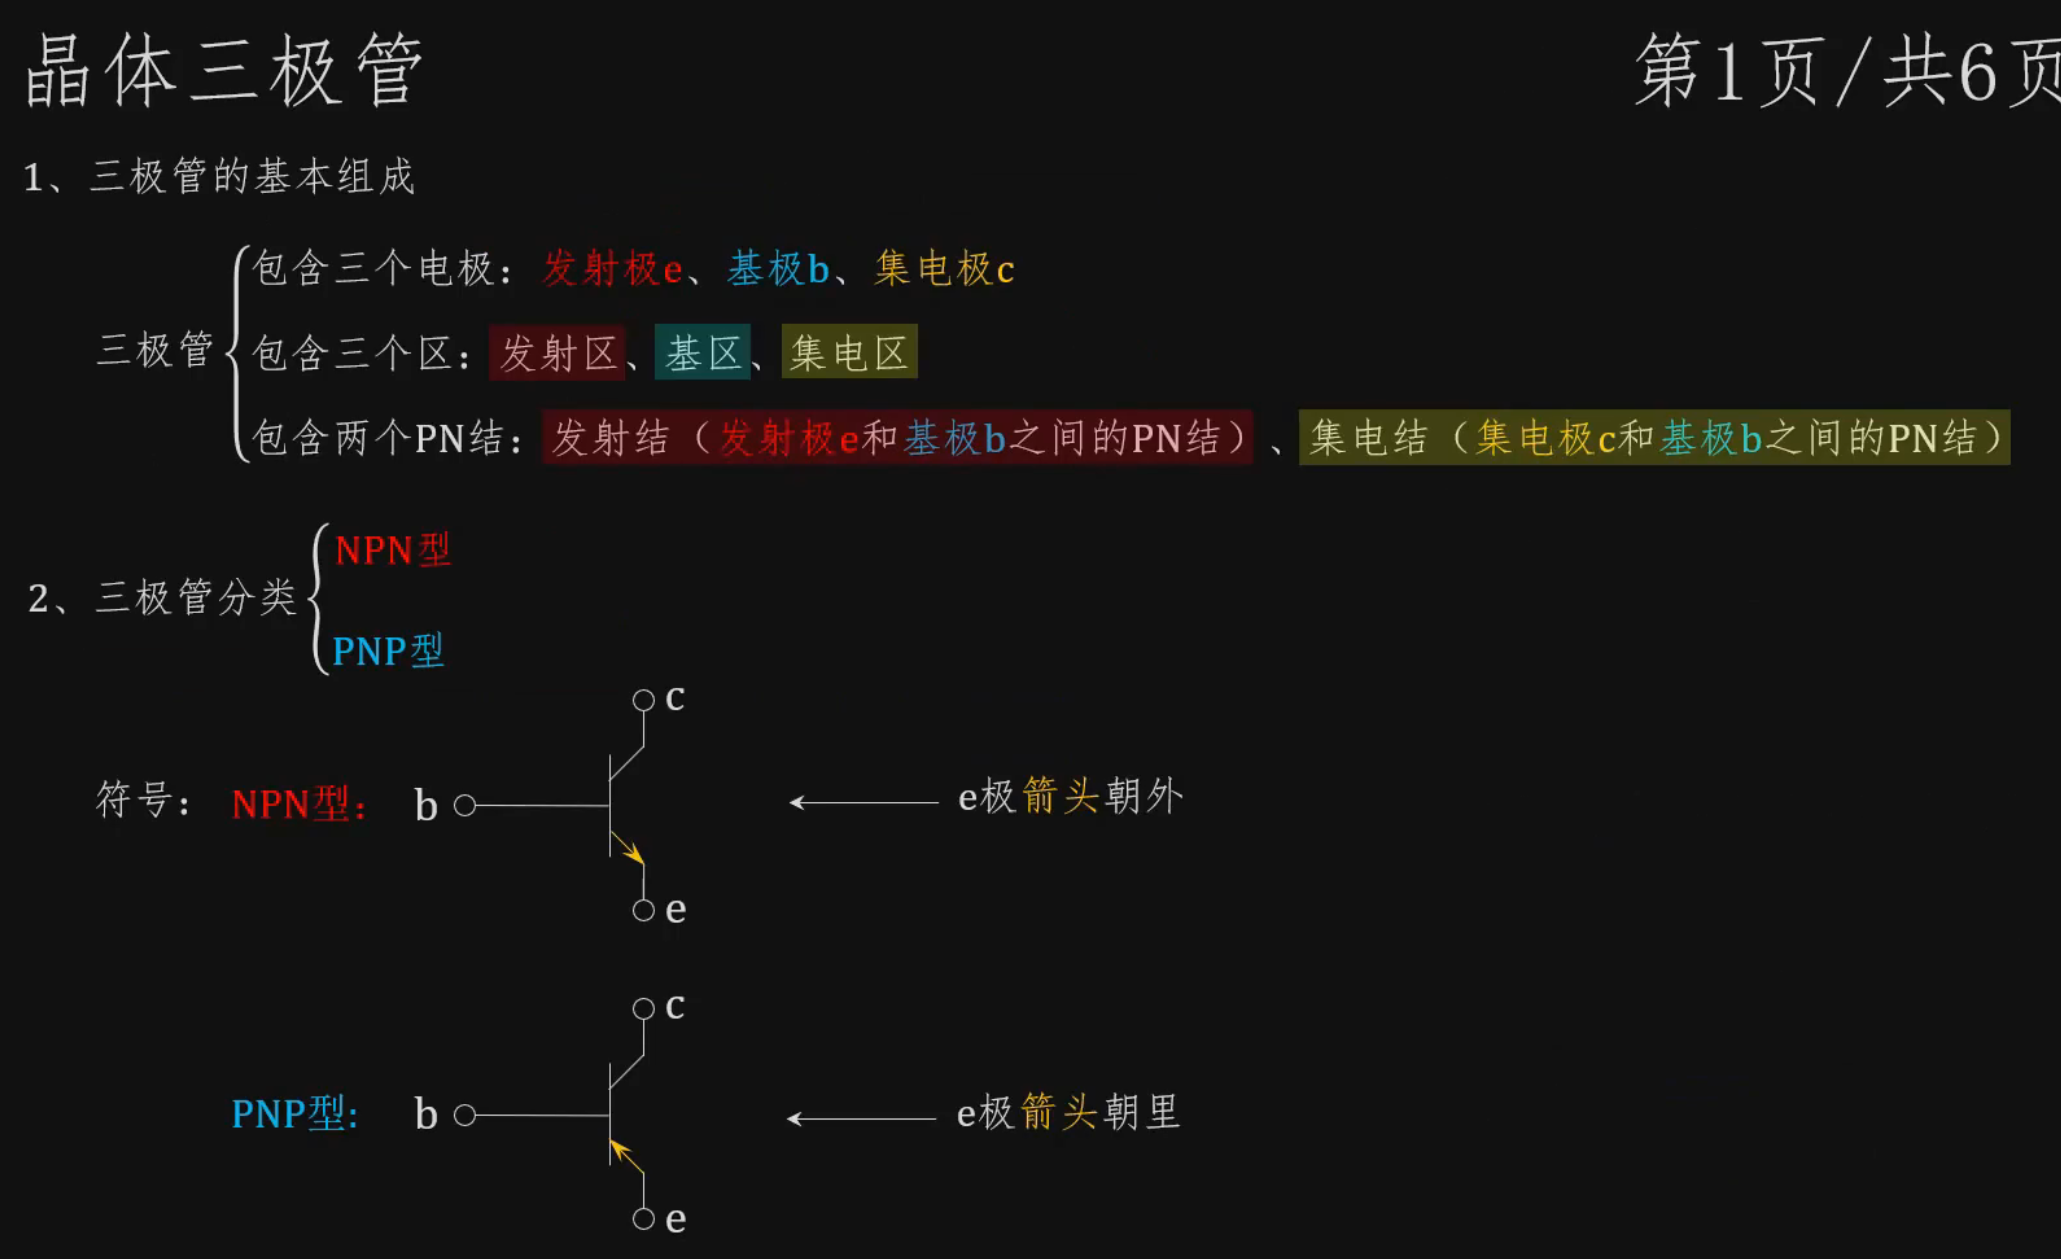 晶体三极管
第1页/共6页
1、三极管的基本组成
三极管
包含三个电极：发射极e、基极b、集电极c
包含三个区：发射区、基区、集电区
包含两个PN结：发射结（发射极e和基极b之间的PN结）、集电结（集电极c和基极b之间的PN结）
2、三极管分类
NPN型
PNP型
符号：NPN型：
c
b
e
e极箭头朝外
PNP型:
c
b
e
e极箭头朝里